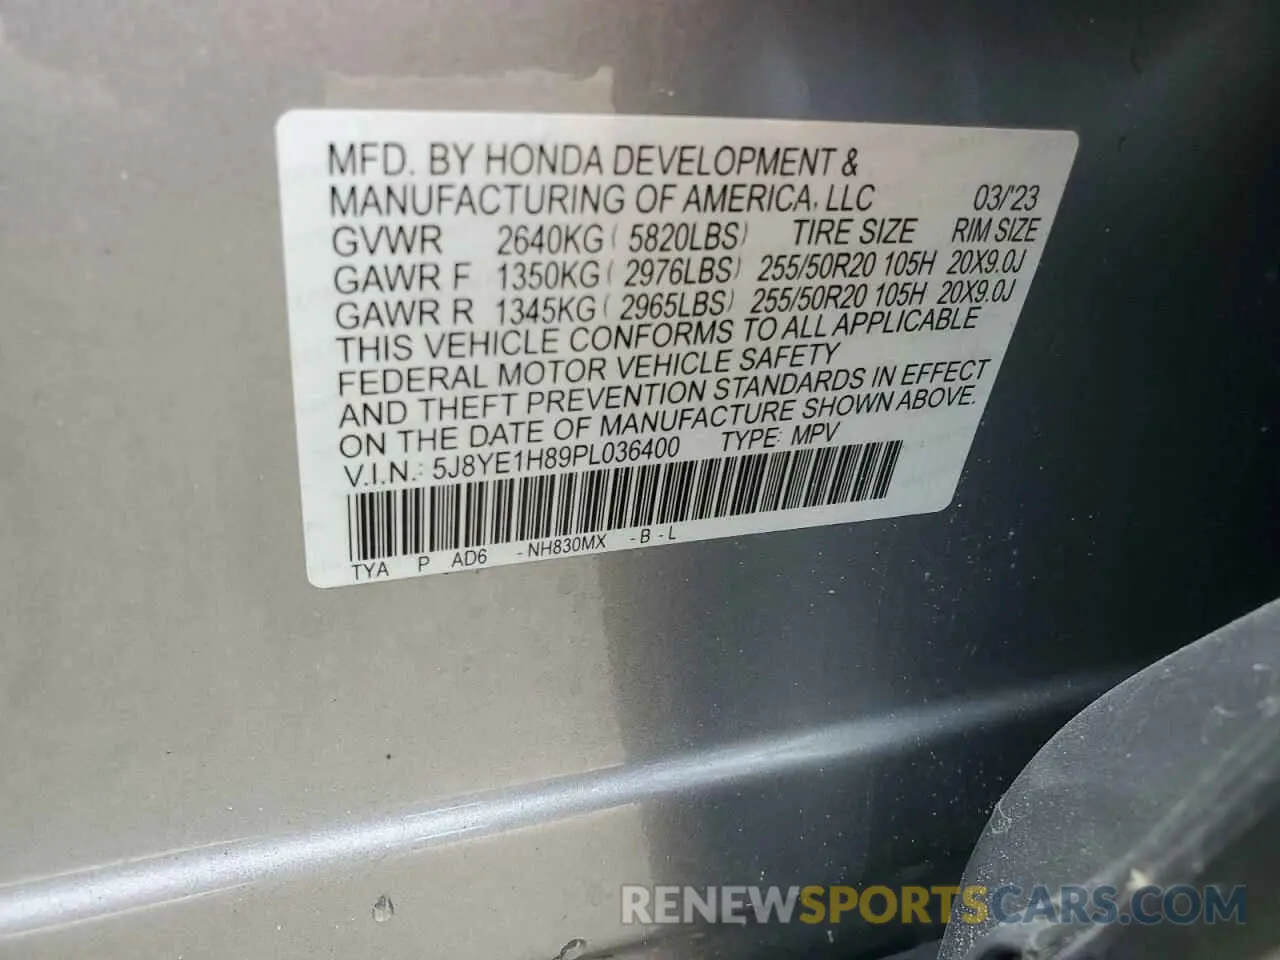 MFD. BY HONDA DEVELOPMENT &
MANUFACTURING OF AMERICA, LLC 03/'23
GVWR 2640KG ( 5820LBS) TIRE SIZE RIM SIZE
GAWR F 1350KG ( 2976LBS) 255/50R20 105H 20X9.0J
GAWR R 1345KG ( 2965LBS) 255/50R20 105H 20X9.0J
THIS VEHICLE CONFORMS TO ALL APPLICABLE
FEDERAL MOTOR VEHICLE SAFETY
AND THEFT PREVENTION STANDARDS IN EFFECT
ON THE DATE OF MANUFACTURE SHOWN ABOVE.
V.I.N.: 5J8YE1H89PL036400 TYPE: MPV
TYA P AD6 -NH830MX -B -L
RENEWSPORTSCARS.COM